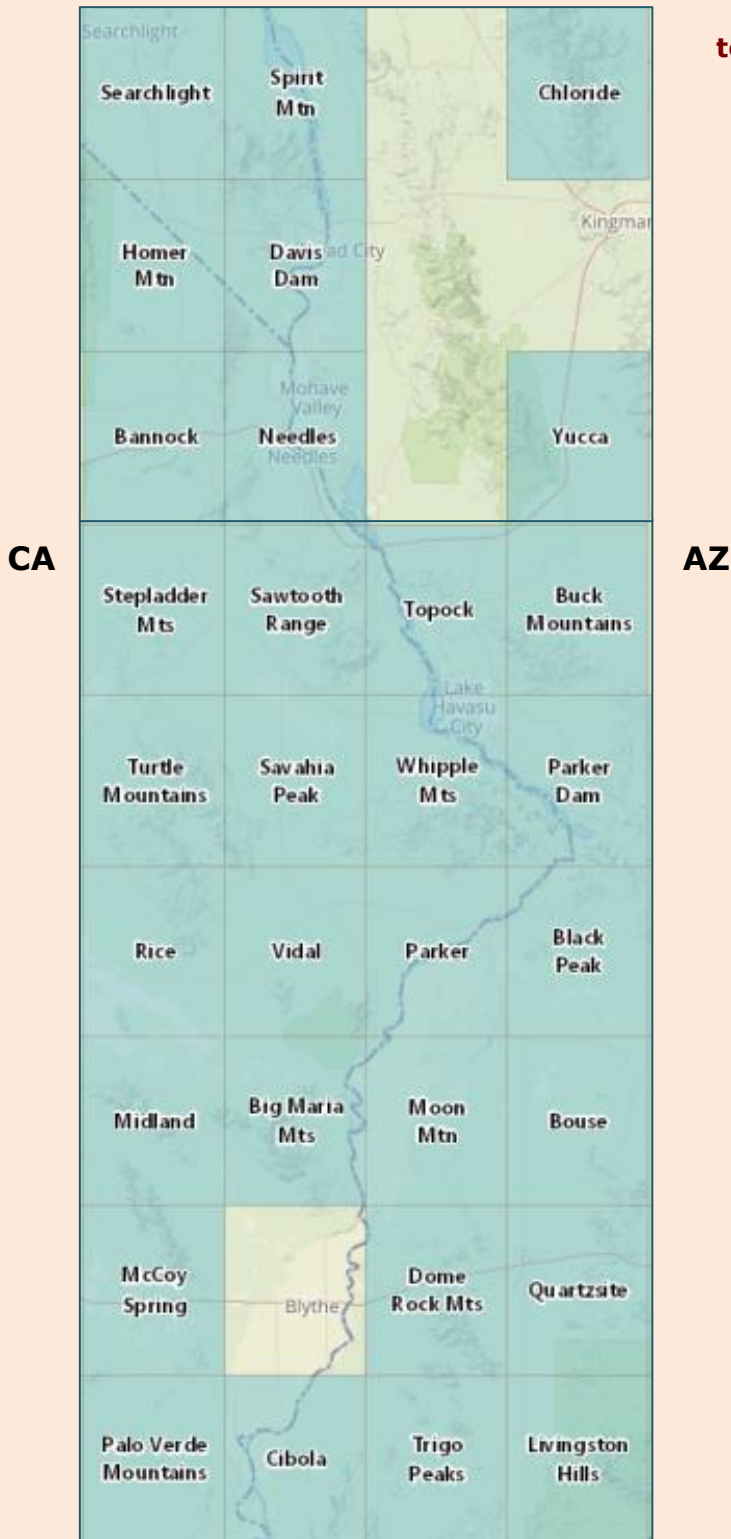 Searchlight
te
Searchlight
Spirit
Mtn
Chloride
Homer
Mtn
Davis
Dam
ad City
Kingman
Mohave
Valley
Bannock
Needles
Needles
Yucca
CA
AZ
Stepladder
Mts
Sawtooth
Range
Topock
Buck
Mountains
Lake
Havasu
City
Turtle
Mountains
Savahia
Peak
Whipple
Mts
Parker
Dam
Rice
Vidal
Parker
Black
Peak
Midland
Big Maria
Mts
Moon
Mtn
Bouse
McCoy
Spring
Blythe
Dome
Rock Mts
Quartzsite
Palo Verde
Mountains
Cibola
Trigo
Peaks
Livingston
Hills